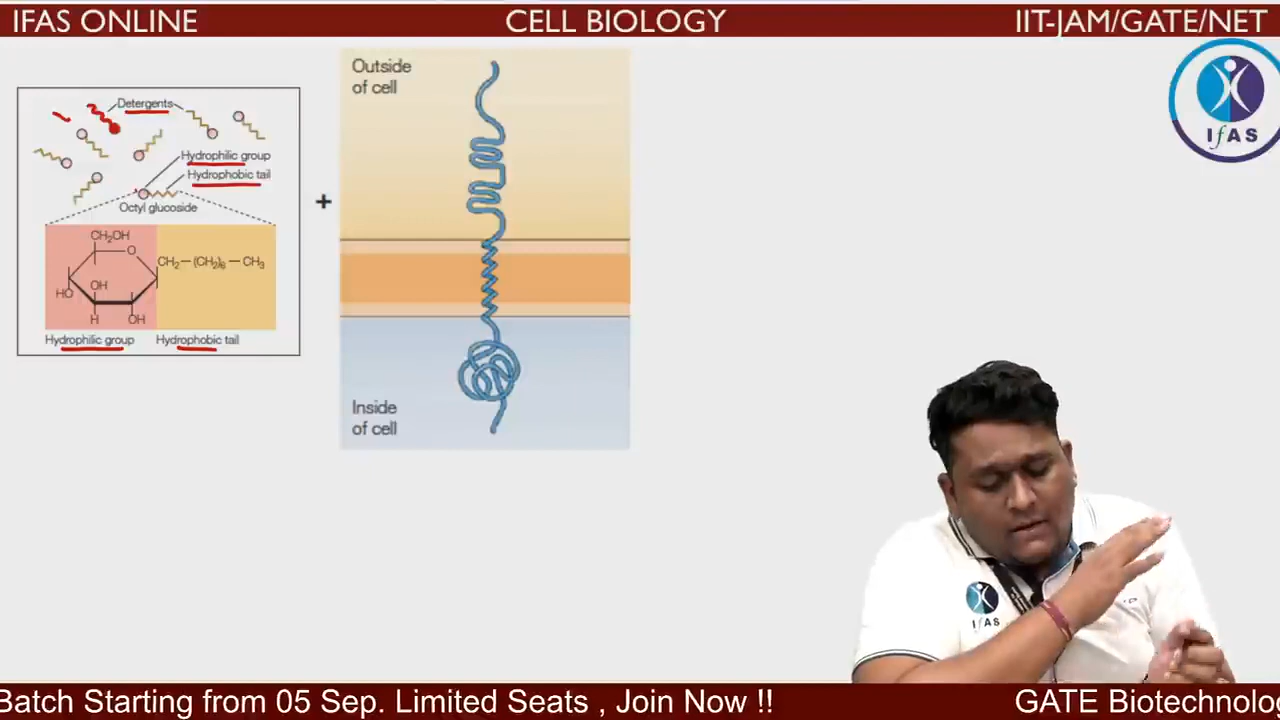 IFAS ONLINE
CELL BIOLOGY
IIT-JAM/GATE/NET
IfAS
Detergents
Hydrophilic group
Hydrophobic tail
Octyl glucoside
CH₂OH
O
CH₂—(CH₂)₆—CH₃
OH
HO
H
OH
Hydrophilic group
Hydrophobic tail
+
Outside
of cell
Inside
of cell
IfAS
Batch Starting from 05 Sep. Limited Seats , Join Now !!
GATE Biotechnolog